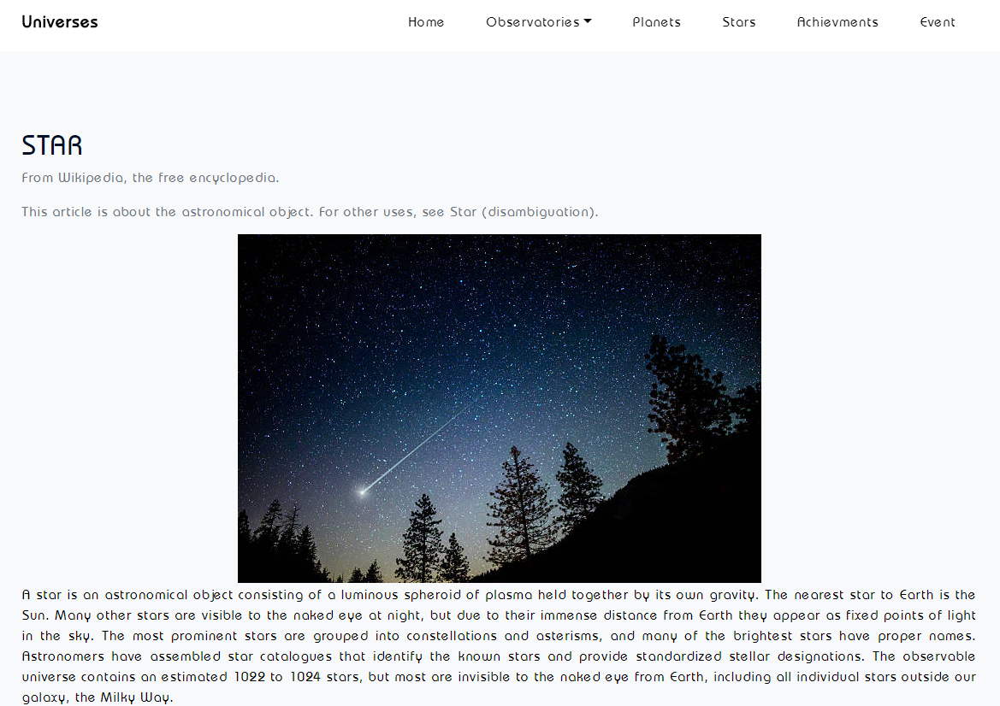 Universes
Home Observatories Planets Stars Achievments Event
STAR
From Wikipedia, the free encyclopedia.
This article is about the astronomical object. For other uses, see Star (disambiguation).
A star is an astronomical object consisting of a luminous spheroid of plasma held together by its own gravity. The nearest star to Earth is the
Sun. Many other stars are visible to the naked eye at night, but due to their immense distance from Earth they appear as fixed points of light
in the sky. The most prominent stars are grouped into constellations and asterisms, and many of the brightest stars have proper names.
Astronomers have assembled star catalogues that identify the known stars and provide standardized stellar designations. The observable
universe contains an estimated 1022 to 1024 stars, but most are invisible to the naked eye from Earth, including all individual stars outside our
galaxy, the Milky Way.